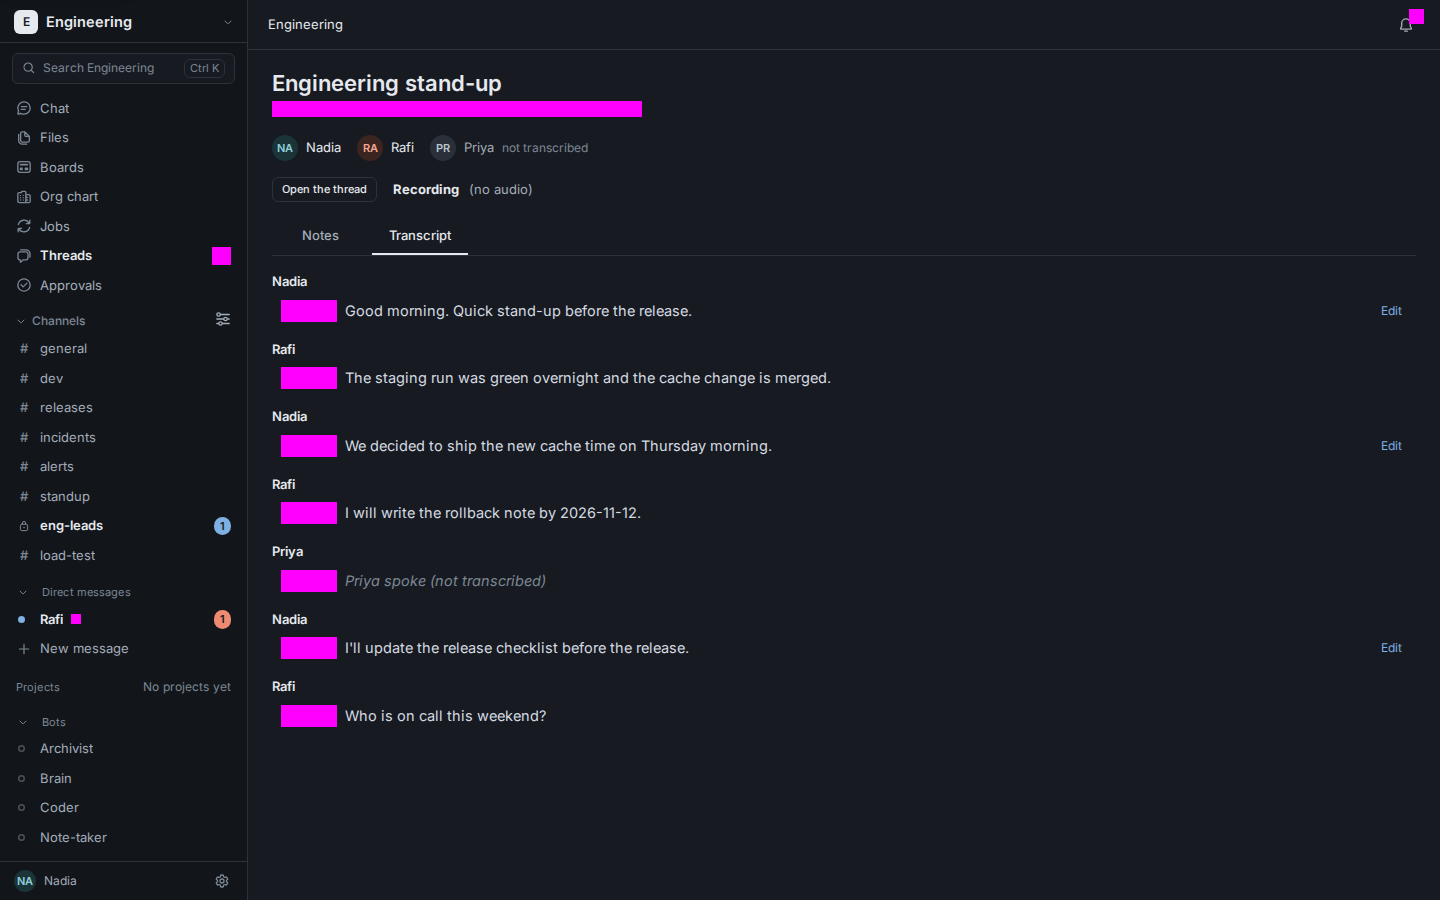 E Engineering
Search Engineering Ctrl K
Chat
Files
Boards
Org chart
Jobs
Threads
Approvals
Channels
# general
# dev
# releases
# incidents
# alerts
# standup
eng-leads 1
# load-test
Direct messages
Rafi 1
+ New message
Projects No projects yet
Bots
Archivist
Brain
Coder
Note-taker
NA Nadia
Engineering
Engineering stand-up
NA Nadia RA Rafi PR Priya not transcribed
Open the thread Recording (no audio)
Notes Transcript
Nadia
Good morning. Quick stand-up before the release. Edit
Rafi
The staging run was green overnight and the cache change is merged.
Nadia
We decided to ship the new cache time on Thursday morning. Edit
Rafi
I will write the rollback note by 2026-11-12.
Priya
Priya spoke (not transcribed)
Nadia
I'll update the release checklist before the release. Edit
Rafi
Who is on call this weekend?